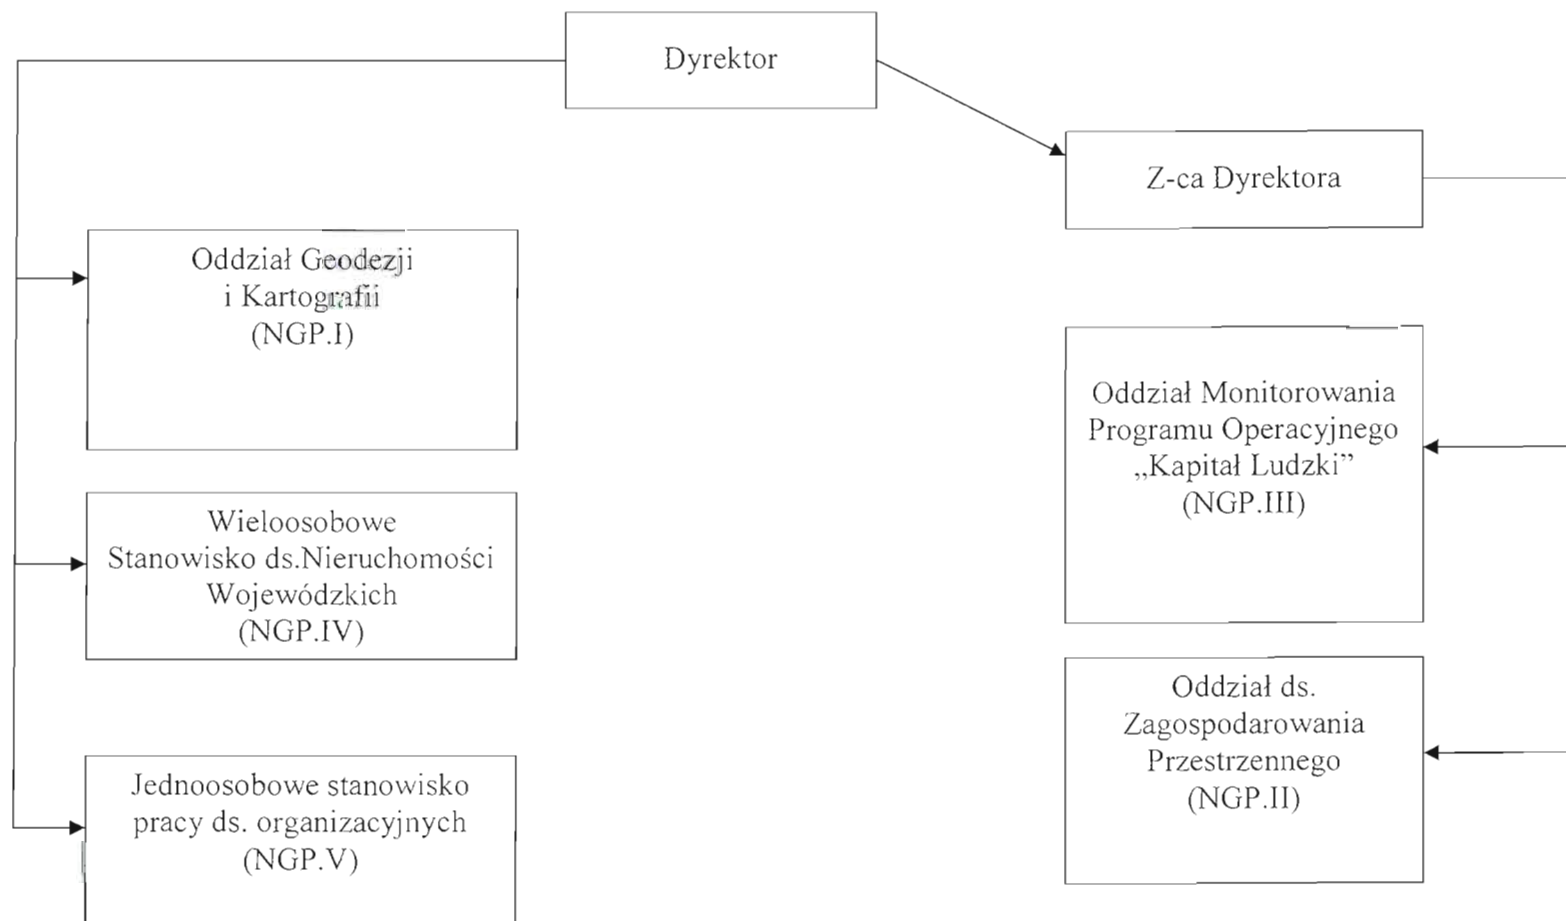 Dyrektor
Z-ca Dyrektora
Oddział Geodezji
i Kartografii
(NGP.I)
Wieloosobowe
Stanowisko ds.Nieruchomości
Wojewódzkich
(NGP.IV)
Jednoosobowe stanowisko
pracy ds. organizacyjnych
(NGP.V)
Oddział Monitorowania
Programu Operacyjnego
„Kapitał Ludzki”
(NGP.III)
Oddział ds.
Zagospodarowania
Przestrzennego
(NGP.II)